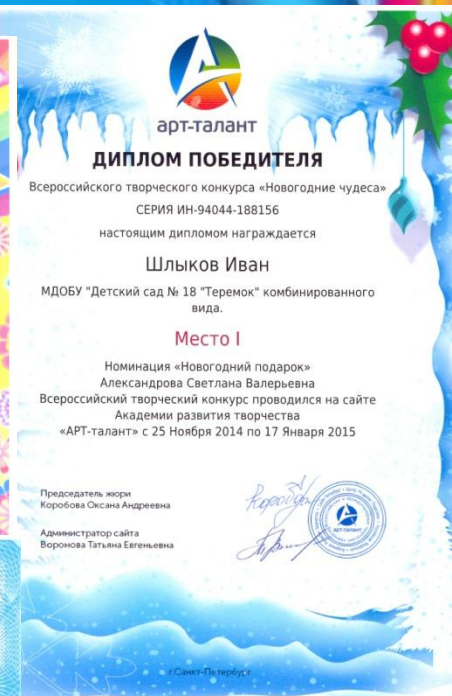 арт-талант
ДИПЛОМ ПОБЕДИТЕЛЯ
Всероссийского творческого конкурса «Новогодние чудеса»
СЕРИЯ ИН-94044-188156
настоящим дипломом награждается
Шлыков Иван
МДОБУ "Детский сад № 18 "Теремок" комбинированного
вида.
Место I
Номинация «Новогодний подарок»
Александрова Светлана Валерьевна
Всероссийский творческий конкурс проводился на сайте
Академии развития творчества
«АРТ-талант» с 25 Ноября 2014 по 17 Января 2015
Председатель жюри
Коробова Оксана Андреевна
Администратор сайта
Воронова Татьяна Евгеньевна
арт-талант
г.Санкт-Петербург